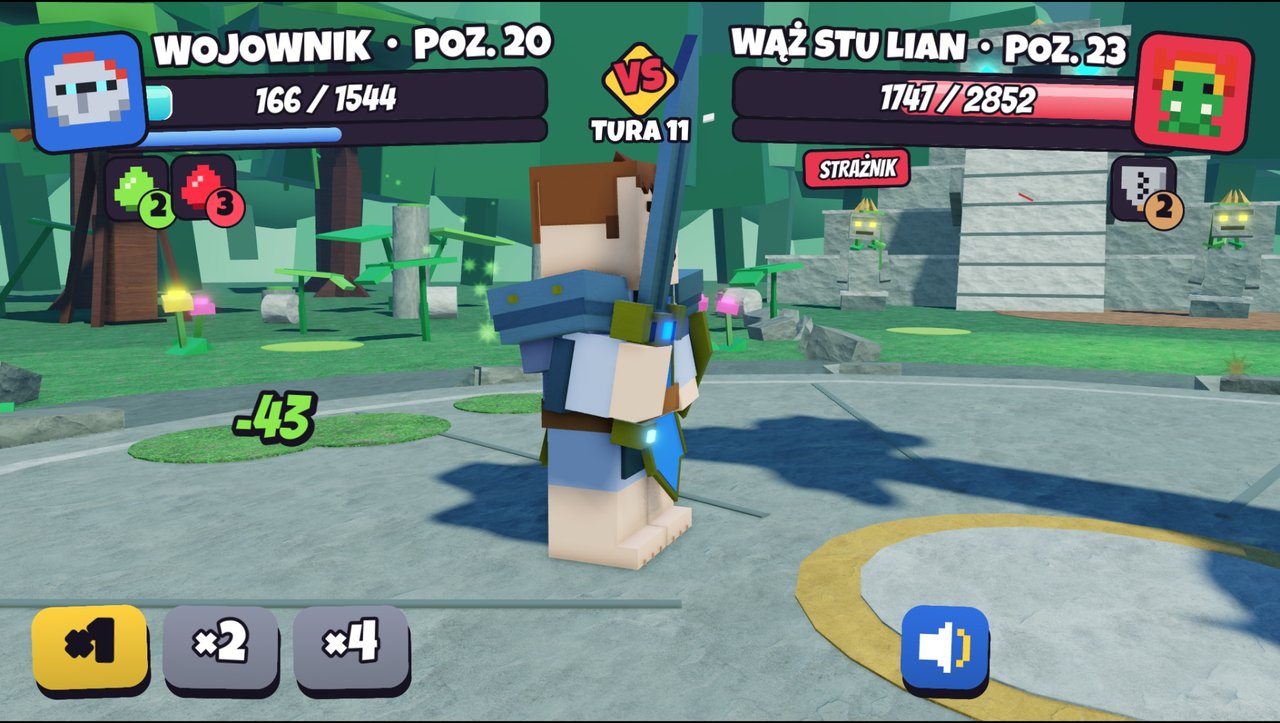 WOJOWNIK • POZ. 20
166 / 1544
VS
TURA 11
WĄŻ STU LIAN • POZ. 23
1747 / 2852
STRAŻNIK
2
3
2
-43
×1
×2
×4